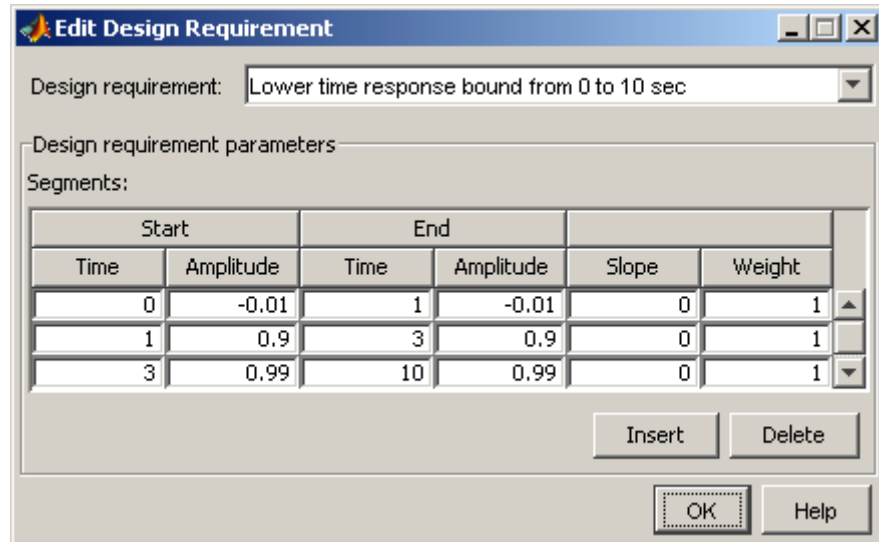 Edit Design Requirement
Design requirement: Lower time response bound from 0 to 10 sec
Design requirement parameters
Segments:
Start End
Time Amplitude Time Amplitude Slope Weight
0 -0.01 1 -0.01 0 1
1 0.9 3 0.9 0 1
3 0.99 10 0.99 0 1
Insert Delete
OK Help